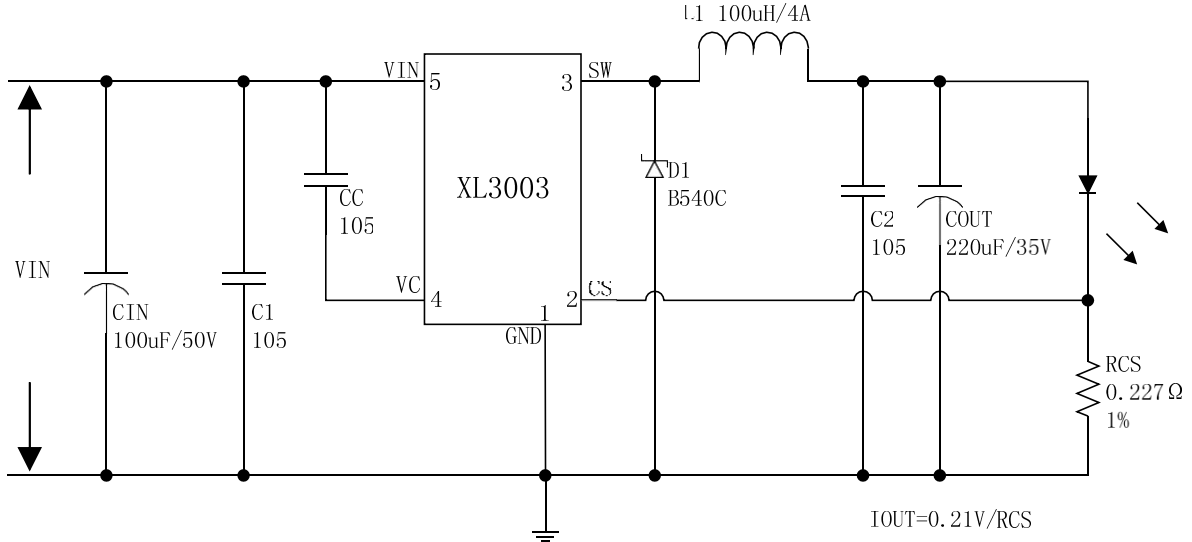 L1 100uH/4A
VIN
5
3
SW
XL3003
D1
B540C
CC
105
C2
105
COUT
220uF/35V
VIN
VC
4
2
CS
1
GND
CIN
100uF/50V
C1
105
RCS
0.227Ω
1%
IOUT=0.21V/RCS